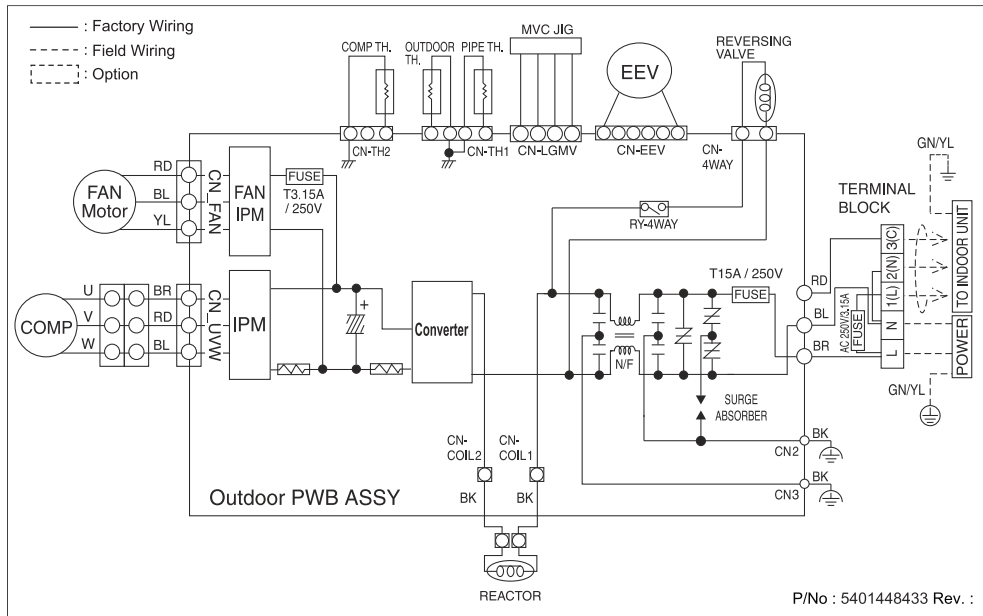 ——— : Factory Wiring
- - - - : Field Wiring
: Option
COMP TH.
OUTDOOR
TH.
PIPE TH.
MVC JIG
EEV
REVERSING
VALVE
CN-TH2
CN-TH1
CN-LGMV
CN-EEV
CN-
4WAY
GN/YL
FAN
Motor
RD
BL
YL
CN_FAN
FAN
IPM
FUSE
T3.15A
/ 250V
RY-4WAY
TERMINAL
BLOCK
3(C)
2(N)
1(L)
N
L
TO INDOOR UNIT
POWER
AC 250V/3.15A
FUSE
RD
BL
BR
T15A / 250V
FUSE
COMP
U
V
W
BR
RD
BL
CN_UVW
IPM
+
Converter
N/F
SURGE
ABSORBER
GN/YL
CN-
COIL2
CN-
COIL1
BK
BK
CN2
BK
CN3
BK
Outdoor PWB ASSY
REACTOR
P/No : 5401448433 Rev. :